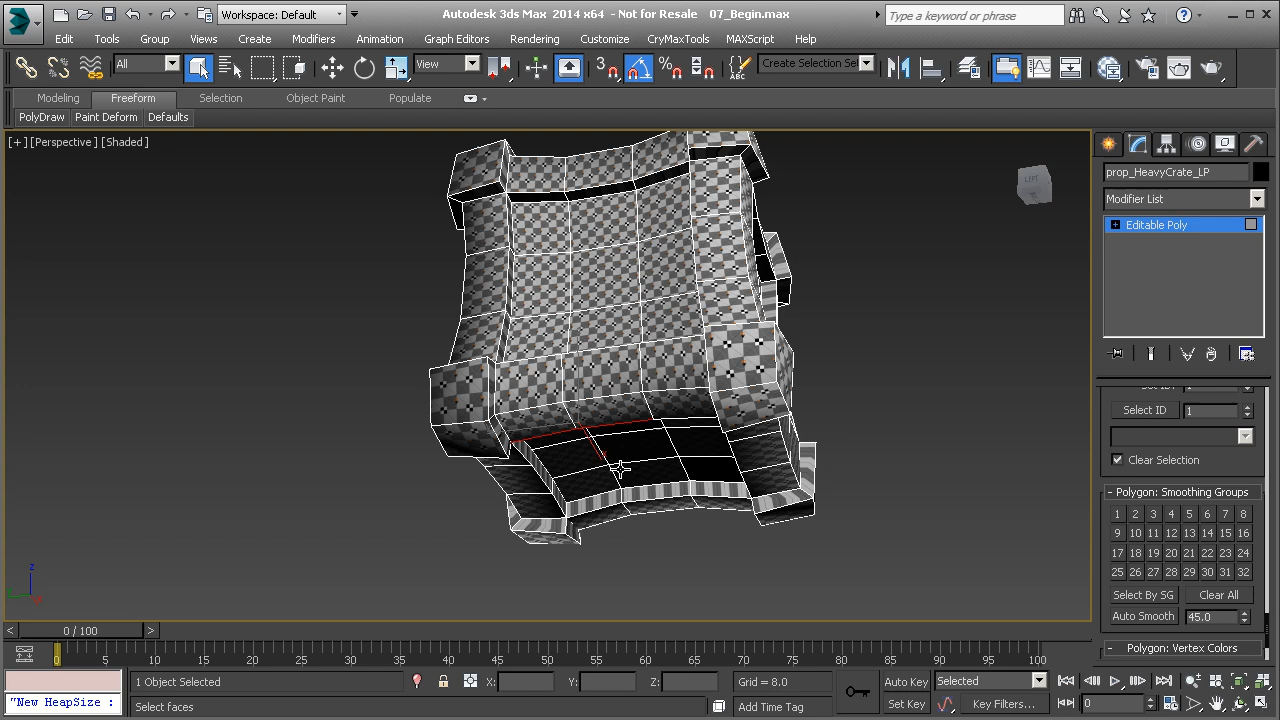 Workspace: Default
Autodesk 3ds Max 2014 x64 - Not for Resale 07_Begin.max
Type a keyword or phrase
Edit Tools Group Views Create Modifiers Animation Graph Editors Rendering Customize CryMaxTools MAXScript Help
All View Create Selection Se
Modeling Freeform Selection Object Paint Populate
PolyDraw Paint Deform Defaults
[+] [Perspective] [Shaded]
LEFT
prop_HeavyCrate_LP
Modifier List
Editable Poly
Select ID 1
Clear Selection
Polygon: Smoothing Groups
1 2 3 4 5 6 7 8
9 10 11 12 13 14 15 16
17 18 19 20 21 22 23 24
25 26 27 28 29 30 31 32
Select By SG Clear All
Auto Smooth 45.0
Polygon: Vertex Colors
z
< 0 / 100 >
0 5 10 15 20 25 30 35 40 45 50 55 60 65 70 75 80 85 90 95 100
1 Object Selected X: Y: Z: Grid = 8.0 Auto Key Selected
"New HeapSize : Select faces Add Time Tag Set Key Key Filters... 0